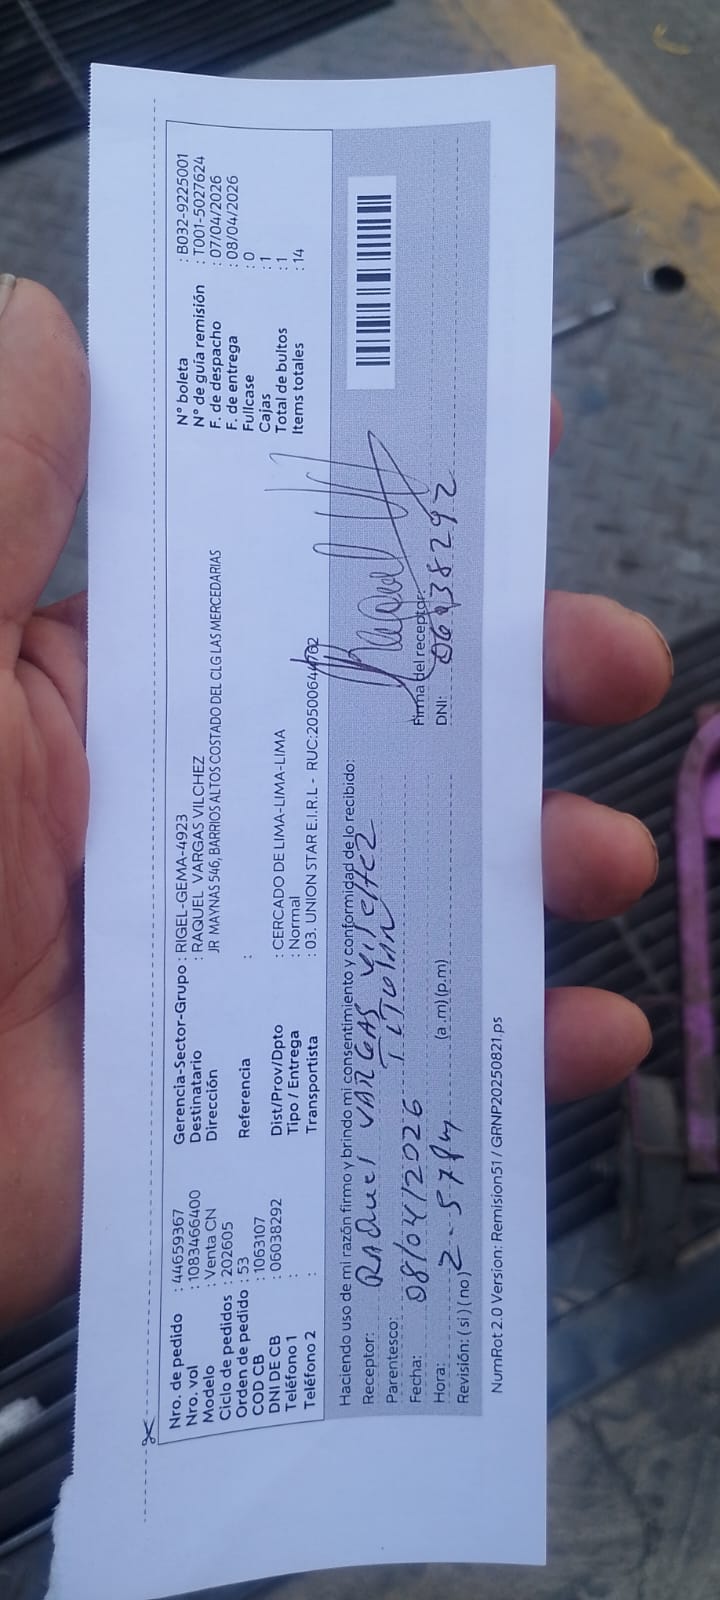 Nro. de pedido : 44659367
Nro. vol : 1083466400
Modelo : Venta CN
Ciclo de pedidos : 202605
Orden de pedido : 53
COD CB : 1063107
DNI DE CB : 06038292
Teléfono 1 :
Teléfono 2 :
Gerencia-Sector-Grupo : RIGEL-GEMA-4923
Destinatario : RAQUEL VARGAS VILCHEZ
Dirección JR MAYNAS 546, BARRIOS ALTOS COSTADO DEL CLG LAS MERCEDARIAS
Referencia :
Dist/Prov/Dpto : CERCADO DE LIMA-LIMA-LIMA
Tipo / Entrega : Normal
Transportista : 03. UNION STAR E.I.R.L - RUC:20500644762
N° boleta : B032-9225001
N° de guía remisión : T001-5027624
F. de despacho : 07/04/2026
F. de entrega : 08/04/2026
Fullcase : 0
Cajas : 1
Total de bultos : 1
Items totales : 14
Haciendo uso de mi razón firmo y brindo mi consentimiento y conformidad de lo recibido:
Receptor: RAQuel VARGAS Vilchez
Parentesco: TiTulAR
Fecha: 08/04/2026
Hora: 2-57Pm (a .m) (p.m)
Revisión: ( si ) ( no )
Firma del receptor:
DNI: 06038292
NumRot 2.0 Version: Remision51 / GRNP20250821.ps